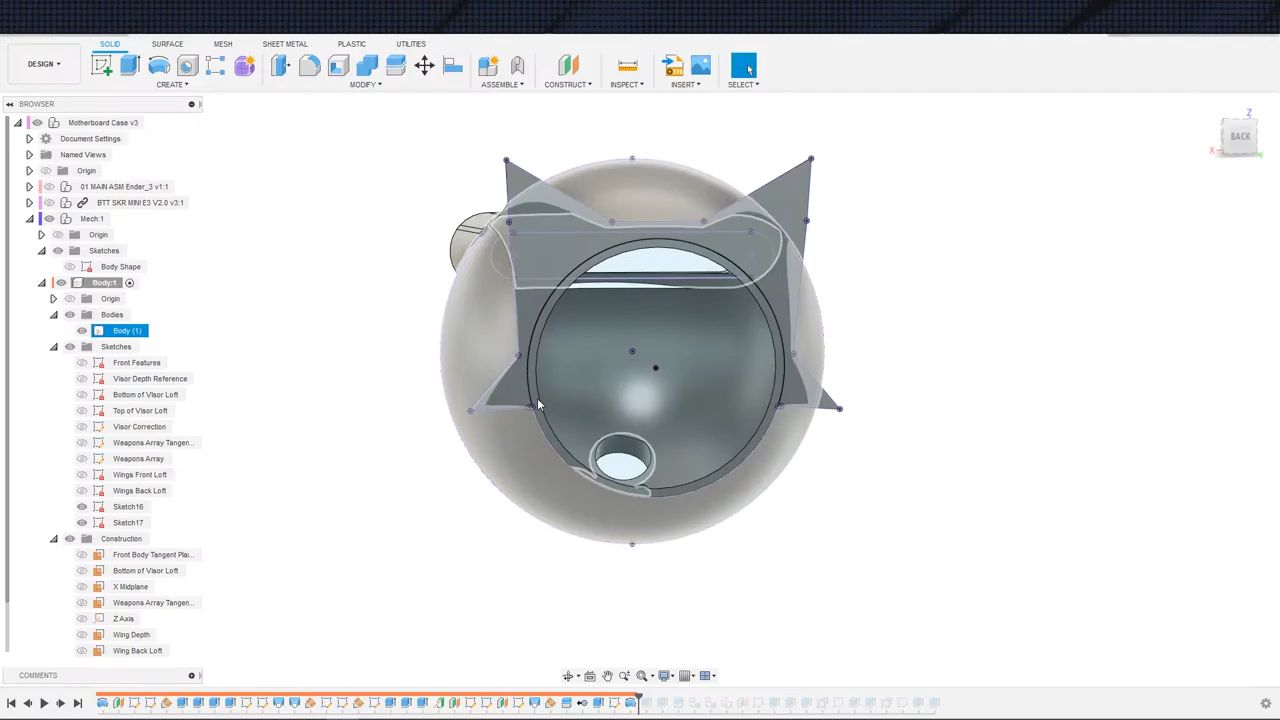 SOLID SURFACE MESH SHEET METAL PLASTIC UTILITIES
DESIGN
CREATE MODIFY ASSEMBLE CONSTRUCT INSPECT INSERT SELECT
BROWSER
Motherboard Case v3
Document Settings
Named Views
Origin
01 MAIN ASM Ender_3 v1:1
BTT SKR MINI E3 V2.0 v3:1
Mech:1
Origin
Sketches
Body Shape
Body:1
Origin
Bodies
Body (1)
Sketches
Front Features
Visor Depth Reference
Bottom of Visor Loft
Top of Visor Loft
Visor Correction
Weapons Array Tangen...
Weapons Array
Wings Front Loft
Wings Back Loft
Sketch16
Sketch17
Construction
Front Body Tangent Pla...
Bottom of Visor Loft
X Midplane
Weapons Array Tangen...
Z Axis
Wing Depth
Wing Back Loft
COMMENTS
Z
BACK
X